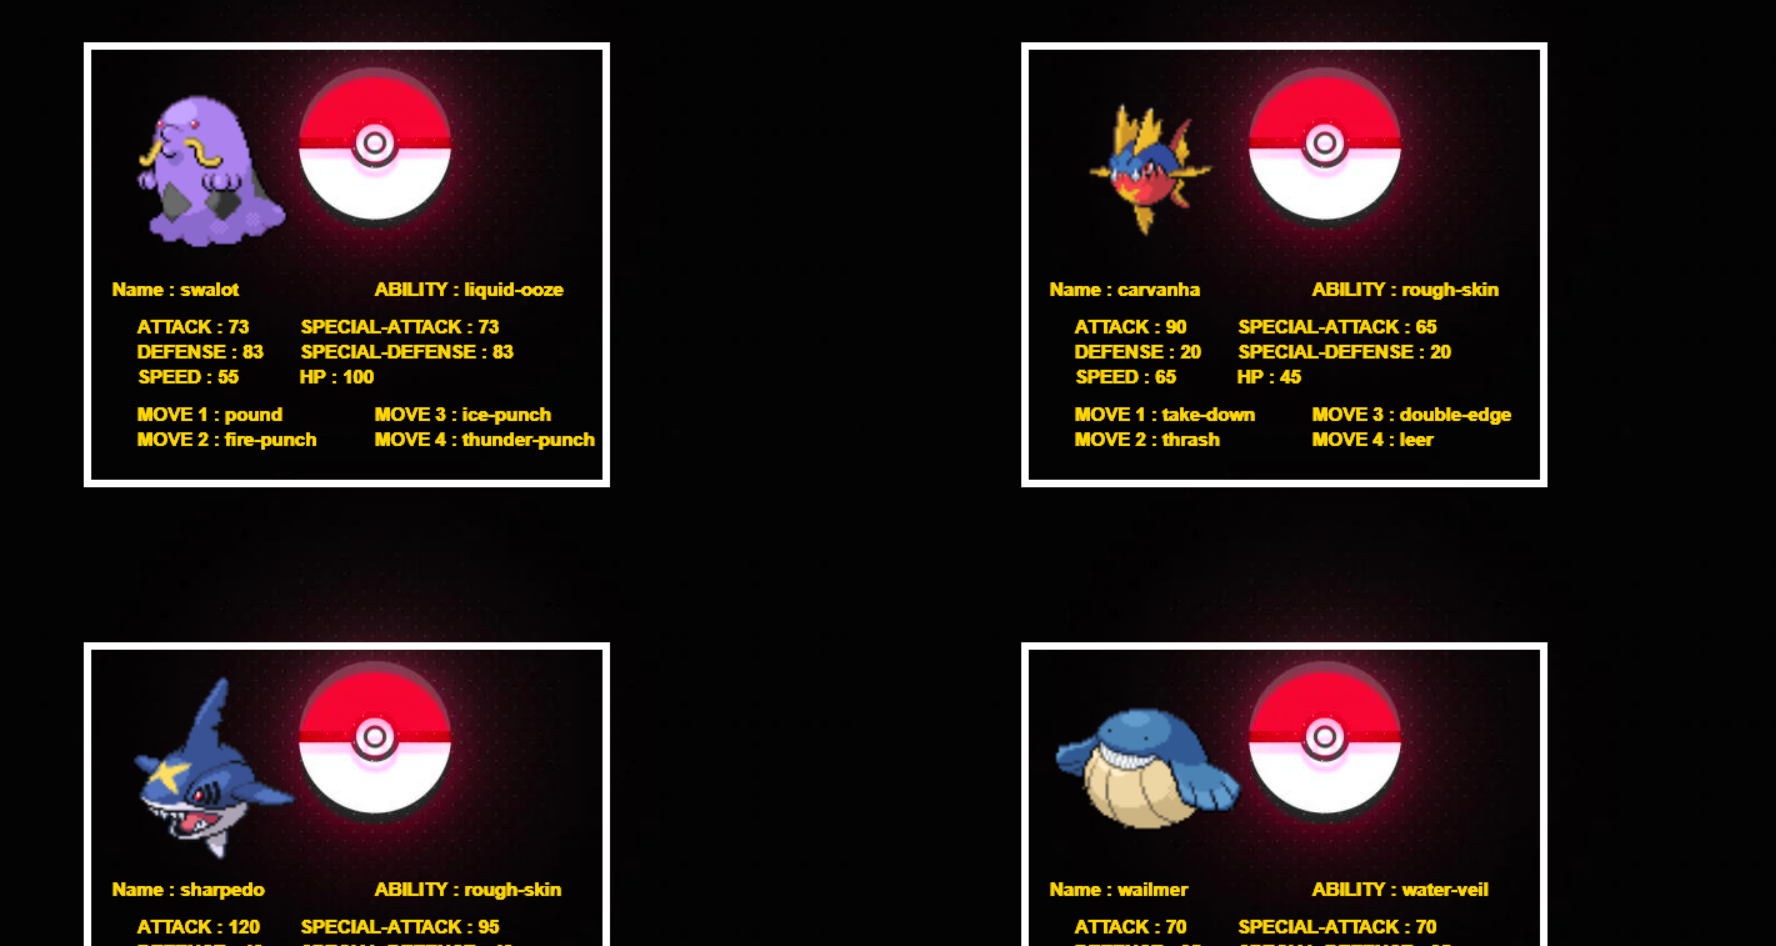 Name : swalot ABILITY : liquid-ooze
ATTACK : 73 SPECIAL-ATTACK : 73
DEFENSE : 83 SPECIAL-DEFENSE : 83
SPEED : 55 HP : 100
MOVE 1 : pound MOVE 3 : ice-punch
MOVE 2 : fire-punch MOVE 4 : thunder-punch
Name : carvanha ABILITY : rough-skin
ATTACK : 90 SPECIAL-ATTACK : 65
DEFENSE : 20 SPECIAL-DEFENSE : 20
SPEED : 65 HP : 45
MOVE 1 : take-down MOVE 3 : double-edge
MOVE 2 : thrash MOVE 4 : leer
Name : sharpedo ABILITY : rough-skin
ATTACK : 120 SPECIAL-ATTACK : 95
Name : wailmer ABILITY : water-veil
ATTACK : 70 SPECIAL-ATTACK : 70